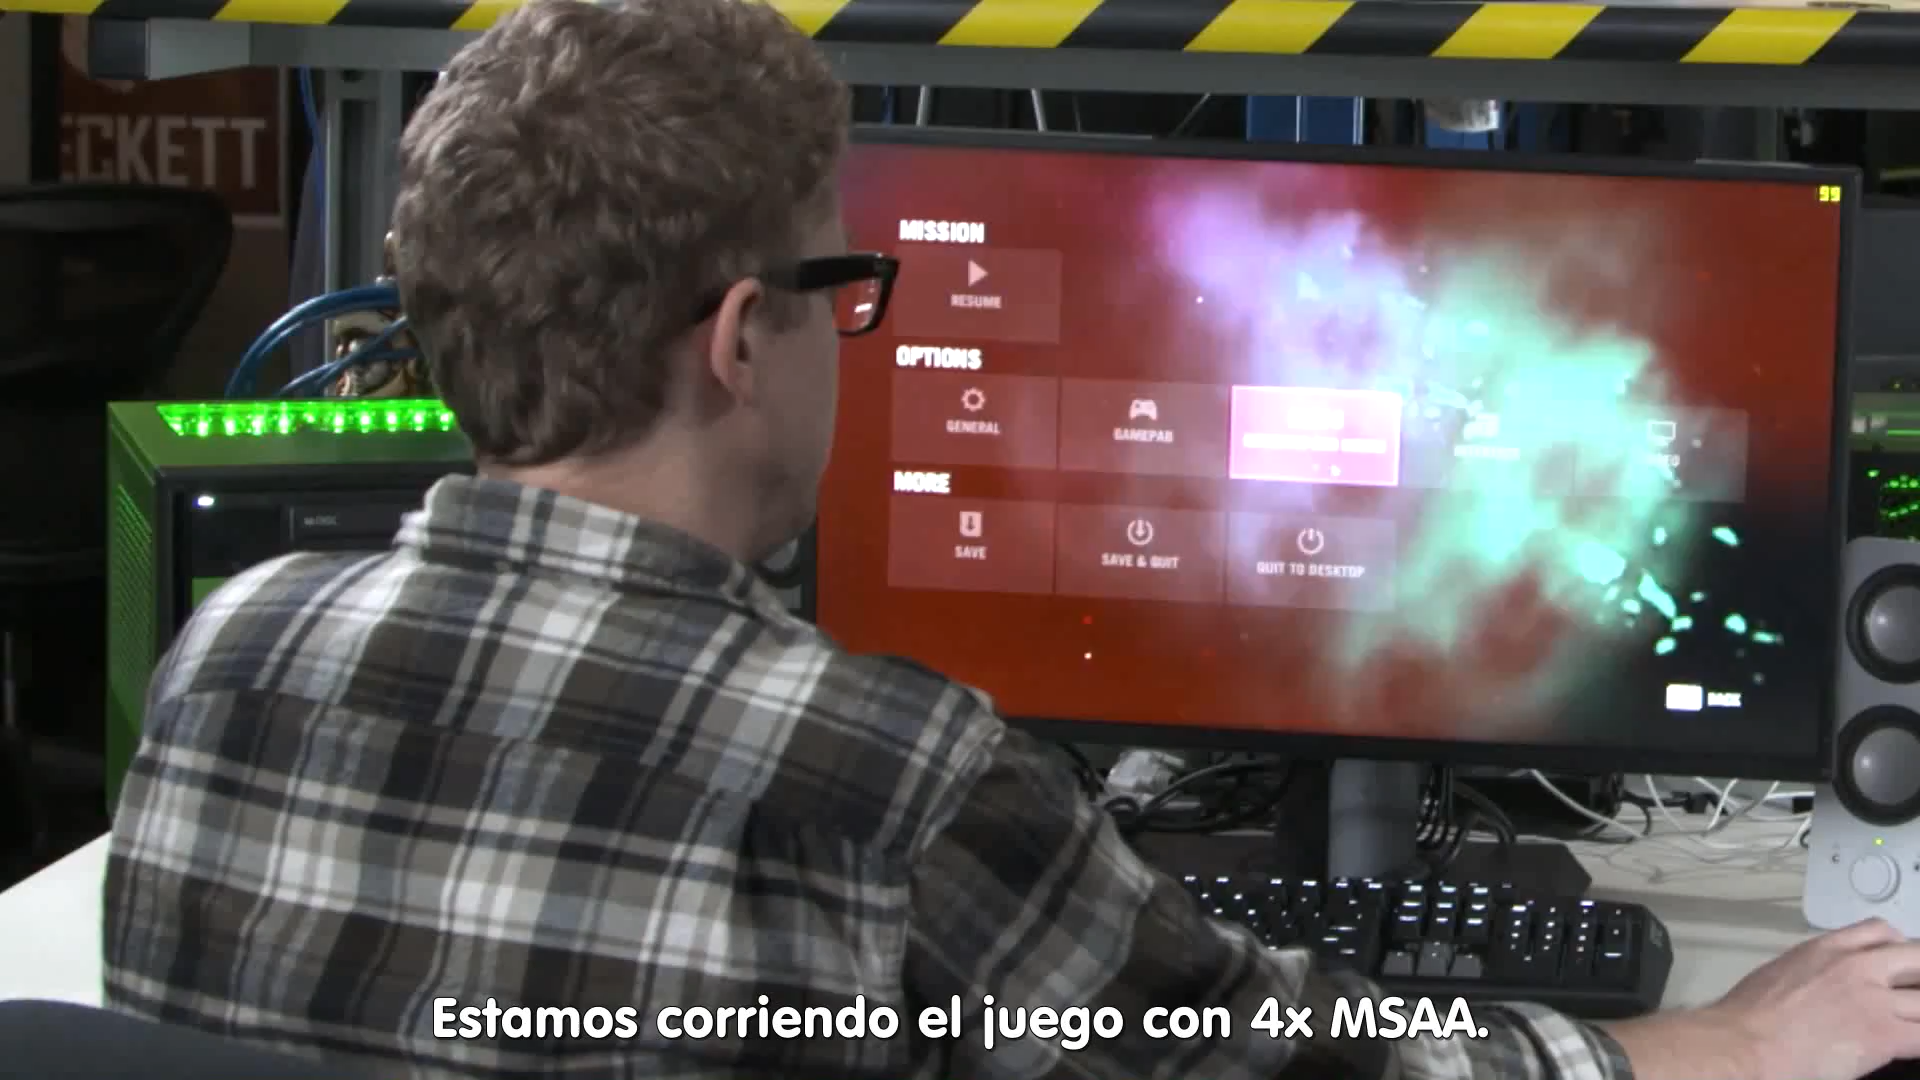 ECKETT
99
MISSION
RESUME
OPTIONS
GENERAL
GAMEPAD
MORE
SAVE
SAVE & QUIT
QUIT TO DESKTOP
BACK
Estamos corriendo el juego con 4x MSAA.